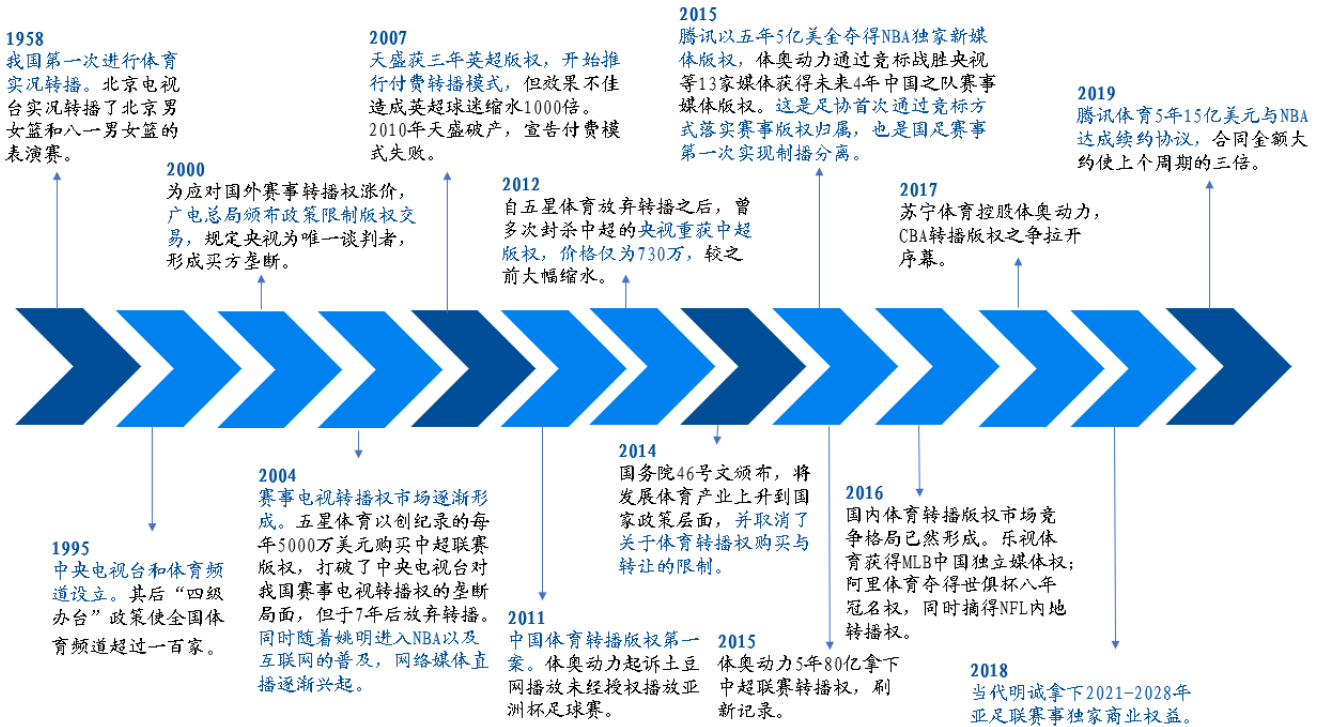 1958
我国第一次进行体育
实况转播。北京电视
台实况转播了北京男
女篮和八一男女篮的
表演赛。
2000
为应对国外赛事转播权涨价，
广电总局颁布政策限制版权交
易，规定央视为唯一谈判者，
形成买方垄断。
2007
天盛获三年英超版权，开始推
行付费转播模式，但效果不佳
造成英超球迷缩水1000倍。
2010年天盛破产，宣告付费模
式失败。
2012
自五星体育放弃转播之后，曾
多次封杀中超的央视重获中超
版权，价格仅为730万，较之
前大幅缩水。
2015
腾讯以五年5亿美金夺得NBA独家新媒
体版权，体奥动力通过竞标战胜央视
等13家媒体获得未来4年中国之队赛事
媒体版权。这是足协首次通过竞标方
式落实赛事版权归属，也是国足赛事
第一次实现制播分离。
2017
苏宁体育控股体奥动力，
CBA转播版权之争拉开
序幕。
2019
腾讯体育5年15亿美元与NBA
达成续约协议，合同金额大
约使上个周期的三倍。
1995
中央电视台和体育频
道设立。其后“四级
办台”政策使全国体
育频道超过一百家。
2004
赛事电视转播权市场逐渐形
成。五星体育以创纪录的每
年5000万美元购买中超联赛
版权，打破了中央电视台对
我国赛事电视转播权的垄断
局面，但于7年后放弃转播。
同时随着姚明进入NBA以及
互联网的普及，网络媒体直
播逐渐兴起。
2011
中国体育转播版权第一
案。体奥动力起诉土豆
网播放未经授权播放亚
洲杯足球赛。
2014
国务院46号文颁布，将
发展体育产业上升到国
家政策层面，并取消了
关于体育转播权购买与
转让的限制。
2015
体奥动力5年80亿拿下
中超联赛转播权，刷
新记录。
2016
国内体育转播版权市场竞
争格局已然形成。乐视体
育获得MLB中国独立媒体权；
阿里体育夺得世俱杯八年
冠名权，同时摘得NFL内地
转播权。
2018
当代明诚拿下2021-2028年
亚足联赛事独家商业权益。